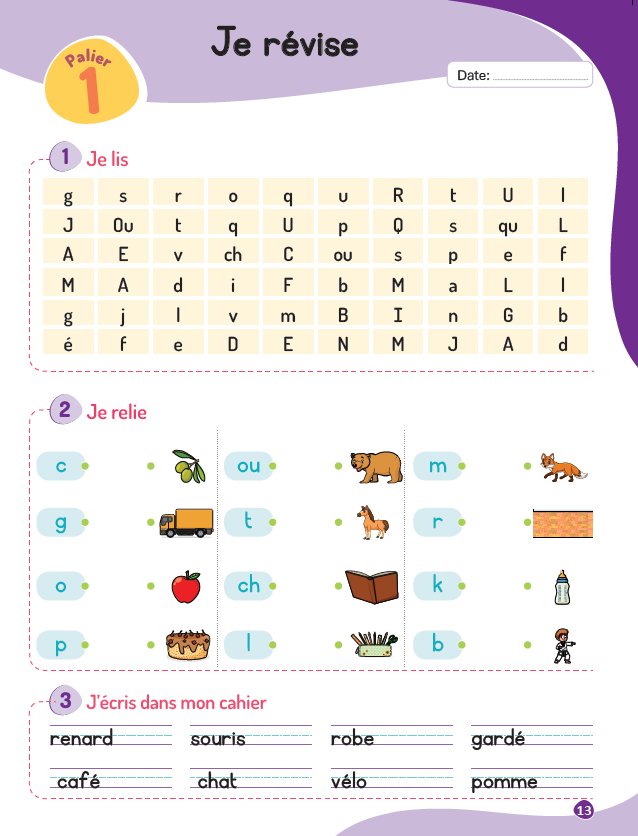 Je révise
Palier
1
Date:
1 Je lis
g s r o q u R t U l
J Ou t q U p Q s qu L
A E v ch C ou s p e f
M A d i F b M a L l
g j l v m B I n G b
é f e D E N M J A d
2 Je relie
c ou m
g t r
o ch k
p l b
3 J'écris dans mon cahier
renard souris robe gardé
café chat vélo pomme
13